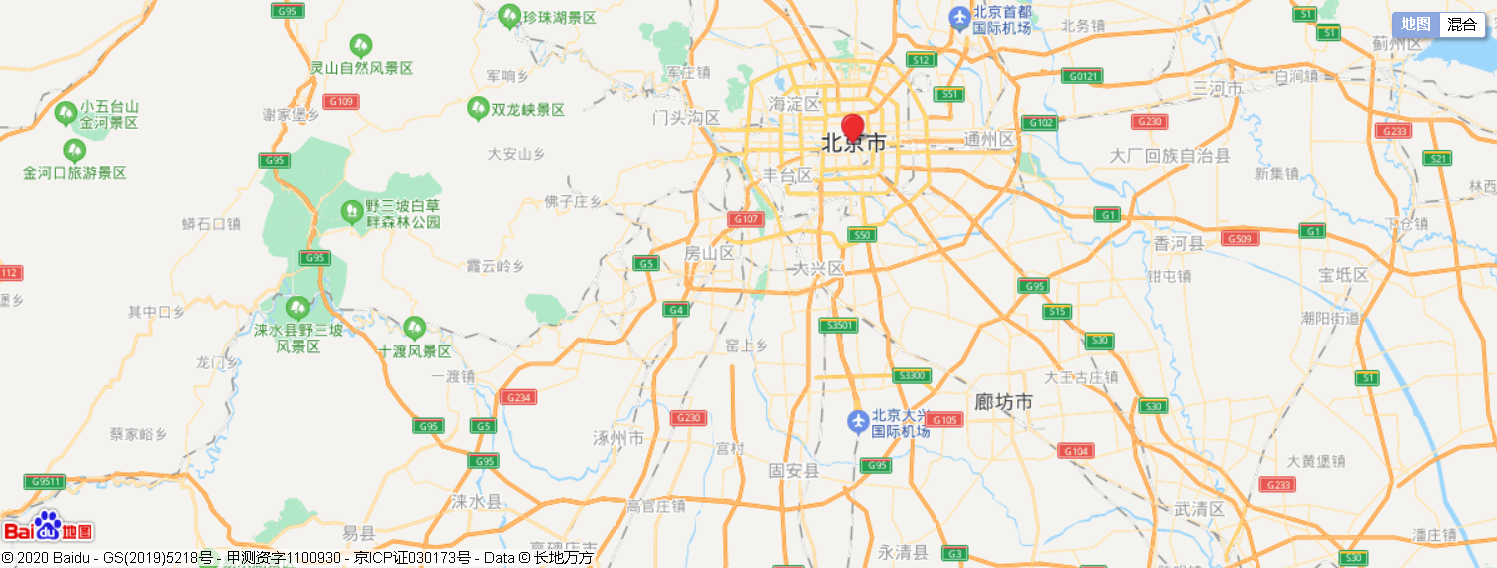 G95
珍珠湖景区
北京首都
国际机场
北务镇
S1
S1
地图
混合
蓟州区
灵山自然风景区
军响乡
军庄镇
S12
G0121
白涧镇
三河市
小五台山
金河景区
谢家堡乡
G109
双龙峡景区
门头沟区
海淀区
S51
G102
G230
G233
北京市
通州区
金河口旅游景区
G95
大安山乡
丰台区
大厂回族自治县
新集镇
S21
林西
野三坡白草
畔森林公园
佛子庄乡
蟒石口镇
G107
S50
G1
下仓镇
G509
G1
香河县
房山区
G95
霞云岭乡
G5
大兴区
钳屯镇
宝坻区
112
堡乡
G95
其中口乡
G4
S3501
S15
潮阳街道
涞水县野三坡
风景区
十渡风景区
窑上乡
S30
龙门乡
一渡镇
S3300
大王古庄镇
S1
G234
廊坊市
S30
G95
G5
G230
北京大兴
国际机场
G105
蔡家峪乡
涿州市
宫村
G104
G95
固安县
G95
大黄堡镇
G9511
G233
涞水县
高官庄镇
武清区
Bai du 地图
易县
高碑店市
永清县
G3
潘庄镇
S30
© 2020 Baidu - GS(2019)5218号 - 甲测资字1100930 - 京ICP证030173号 - Data © 长地万方